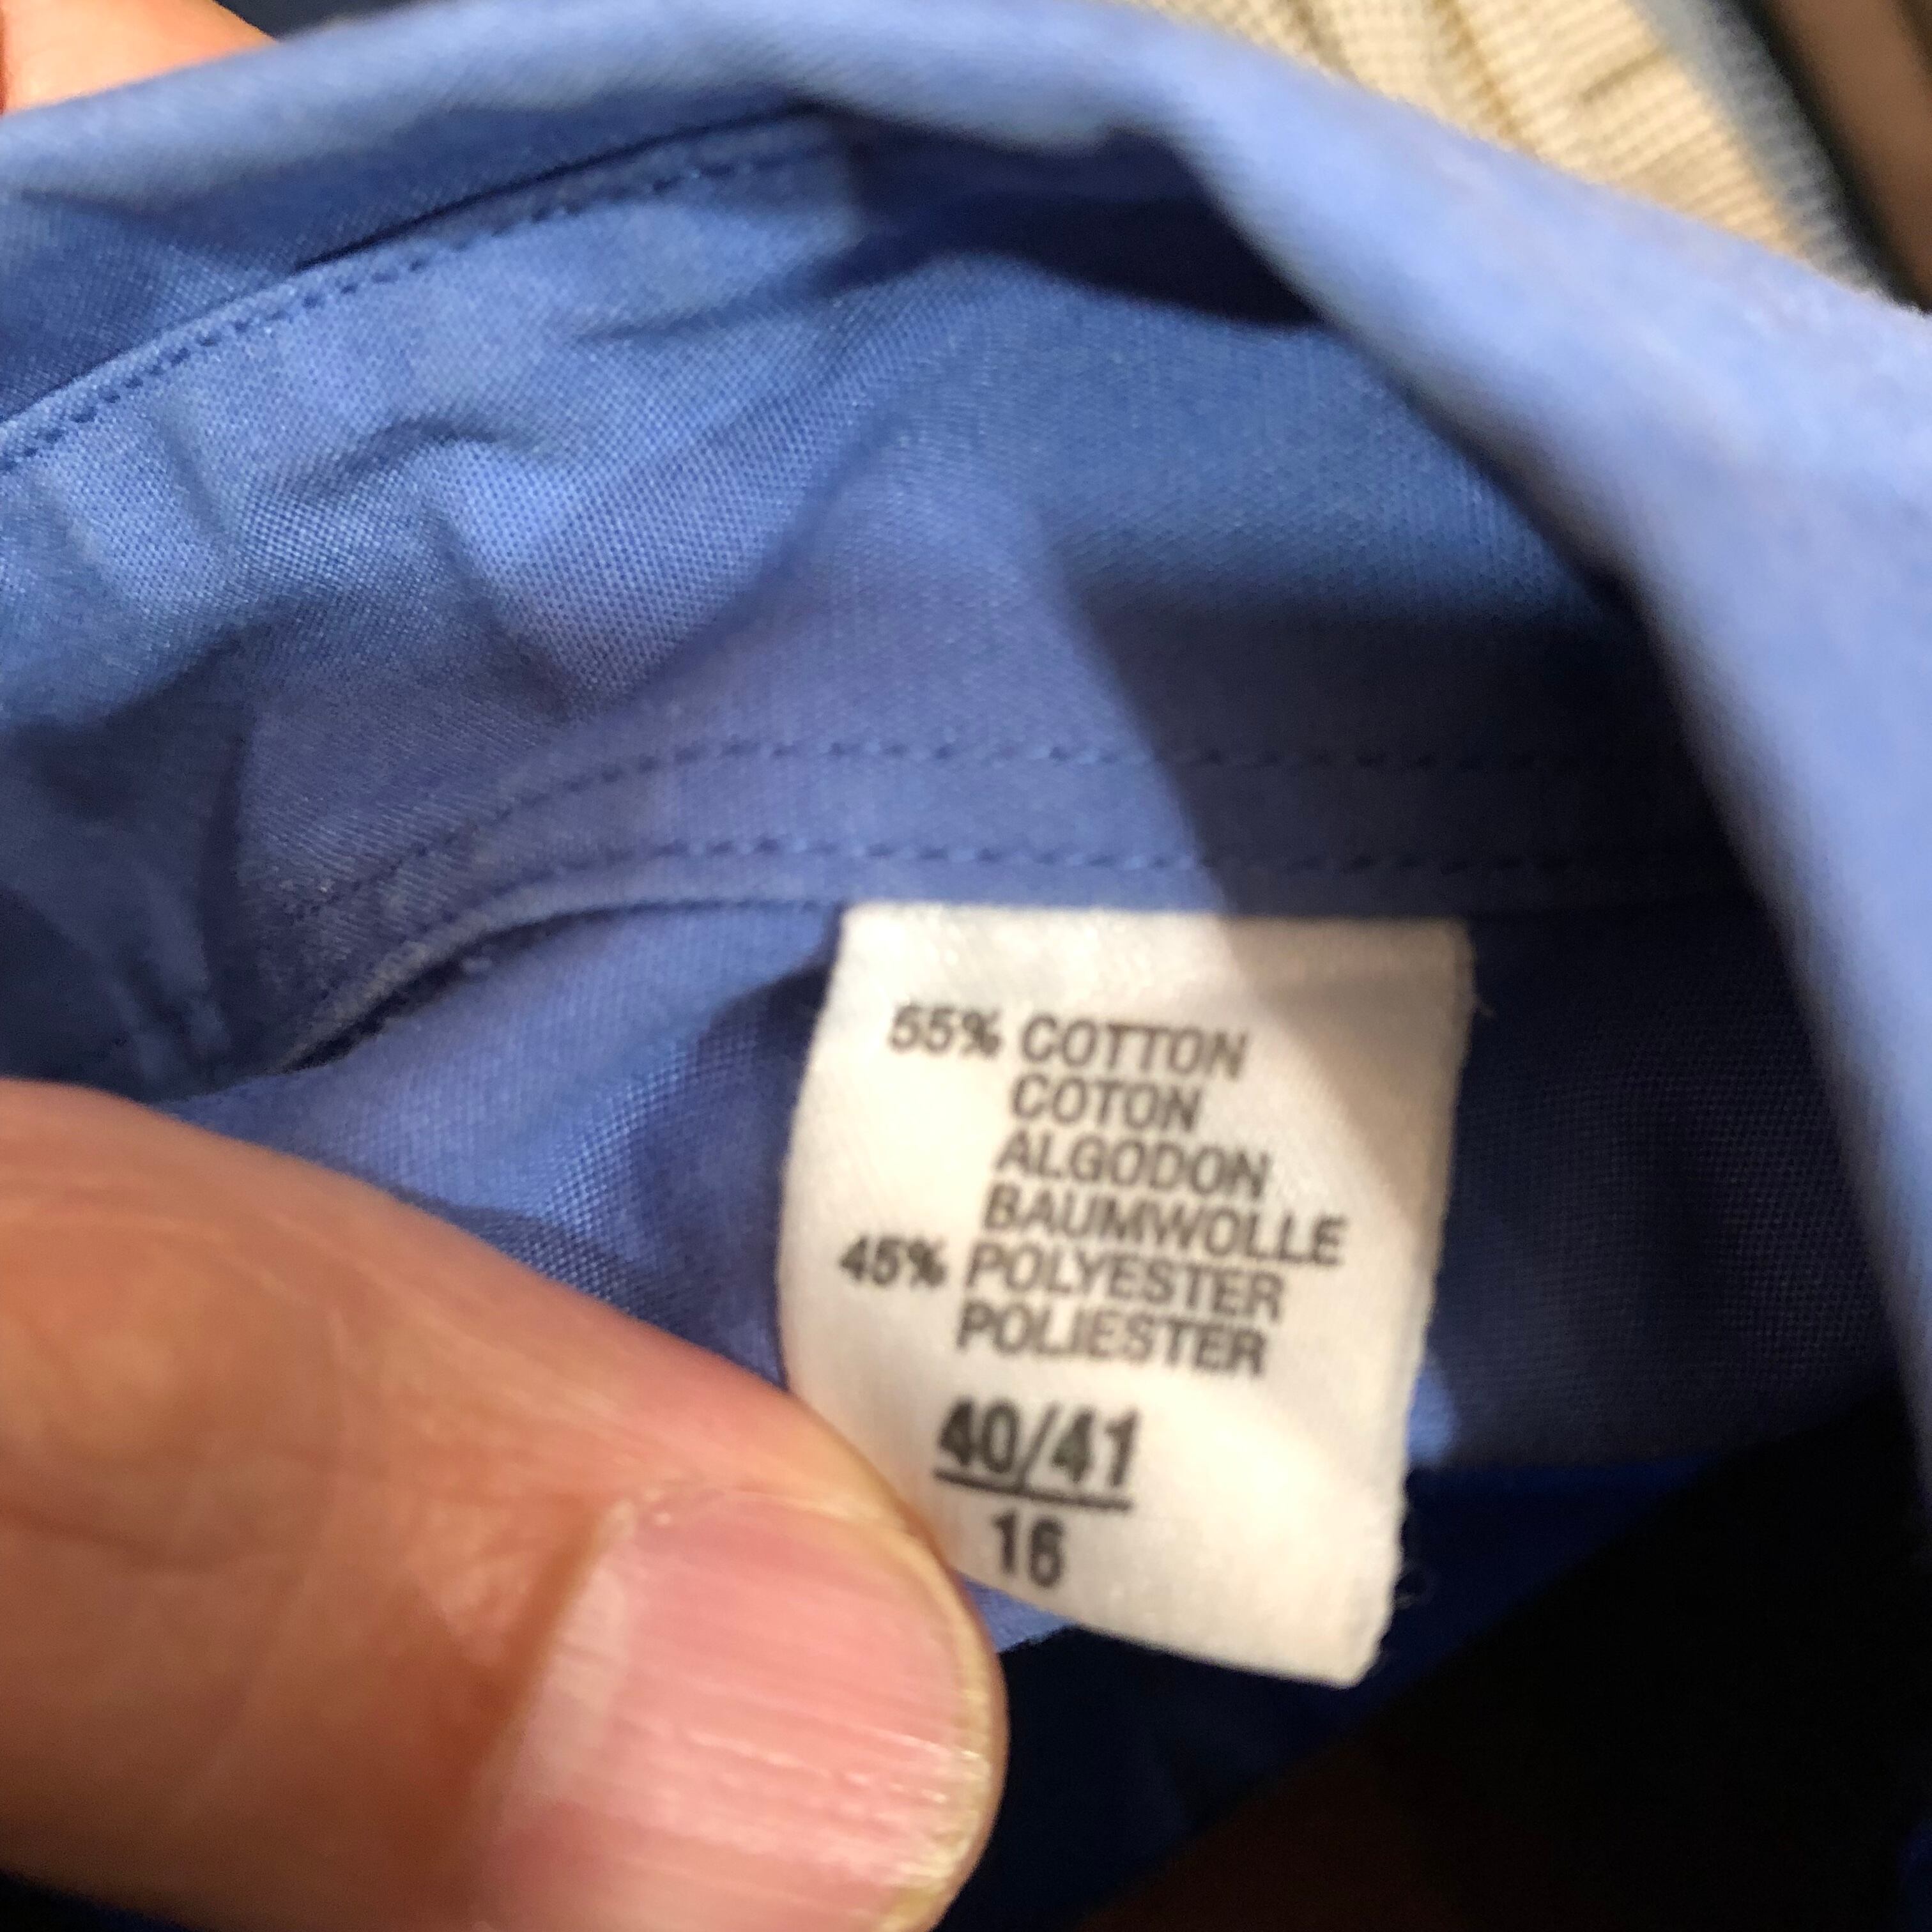 55% COTTON
COTON
ALGODON
BAUMWOLLE
45% POLYESTER
POLIESTER
40/41
16